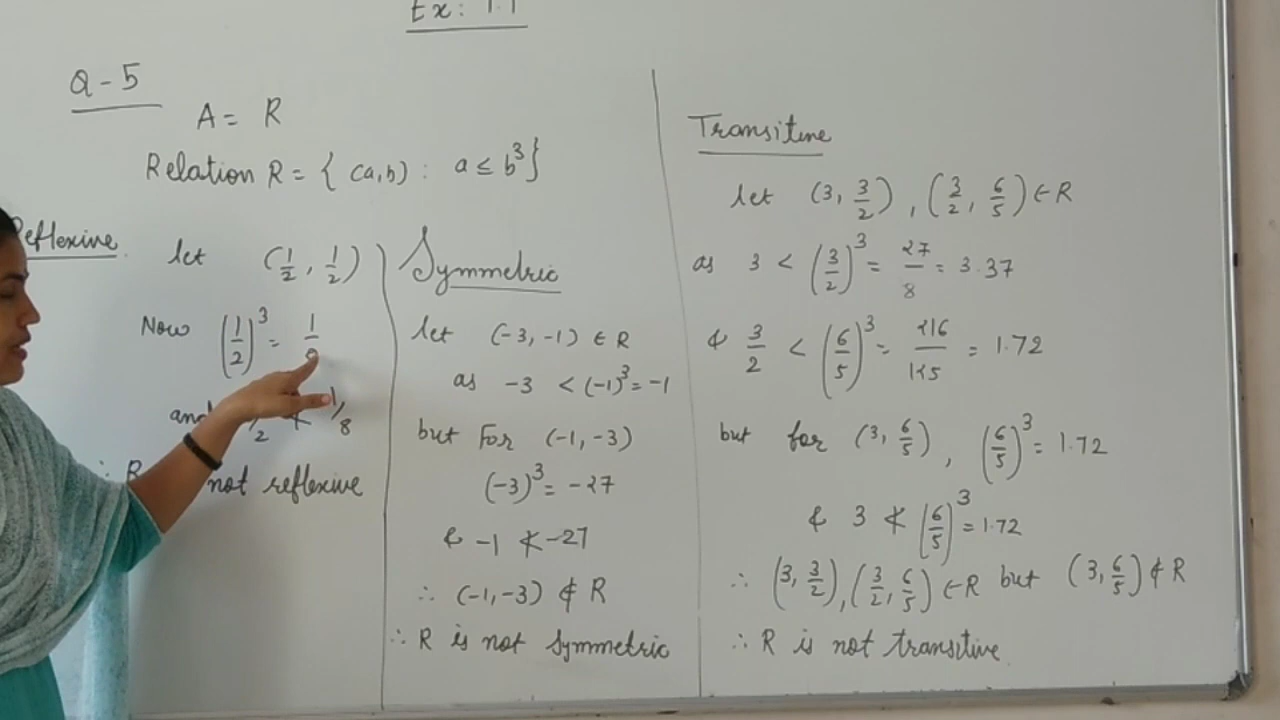 Ex: 1.1
Q-5
A = R
Relation R = { (a,b) : a ≤ b³}
Reflexive.
let (1/2, 1/2)
Now (1/2)³ = 1/8
and 1/2 ≮ 1/8
∴ R not reflexive
Symmetric
let (-3, -1) ∈ R
as -3 < (-1)³ = -1
but For (-1, -3)
(-3)³ = -27
& -1 ≮ -27
∴ (-1, -3) ∉ R
∴ R is not symmetric
Transitive
let (3, 3/2), (3/2, 6/5) ∈ R
as 3 < (3/2)³ = 27/8 = 3.37
& 3/2 < (6/5)³ = 216/125 = 1.72
but for (3, 6/5), (6/5)³ = 1.72
& 3 ≮ (6/5)³ = 1.72
∴ (3, 3/2), (3/2, 6/5) ∈ R but (3, 6/5) ∉ R
∴ R is not transitive.